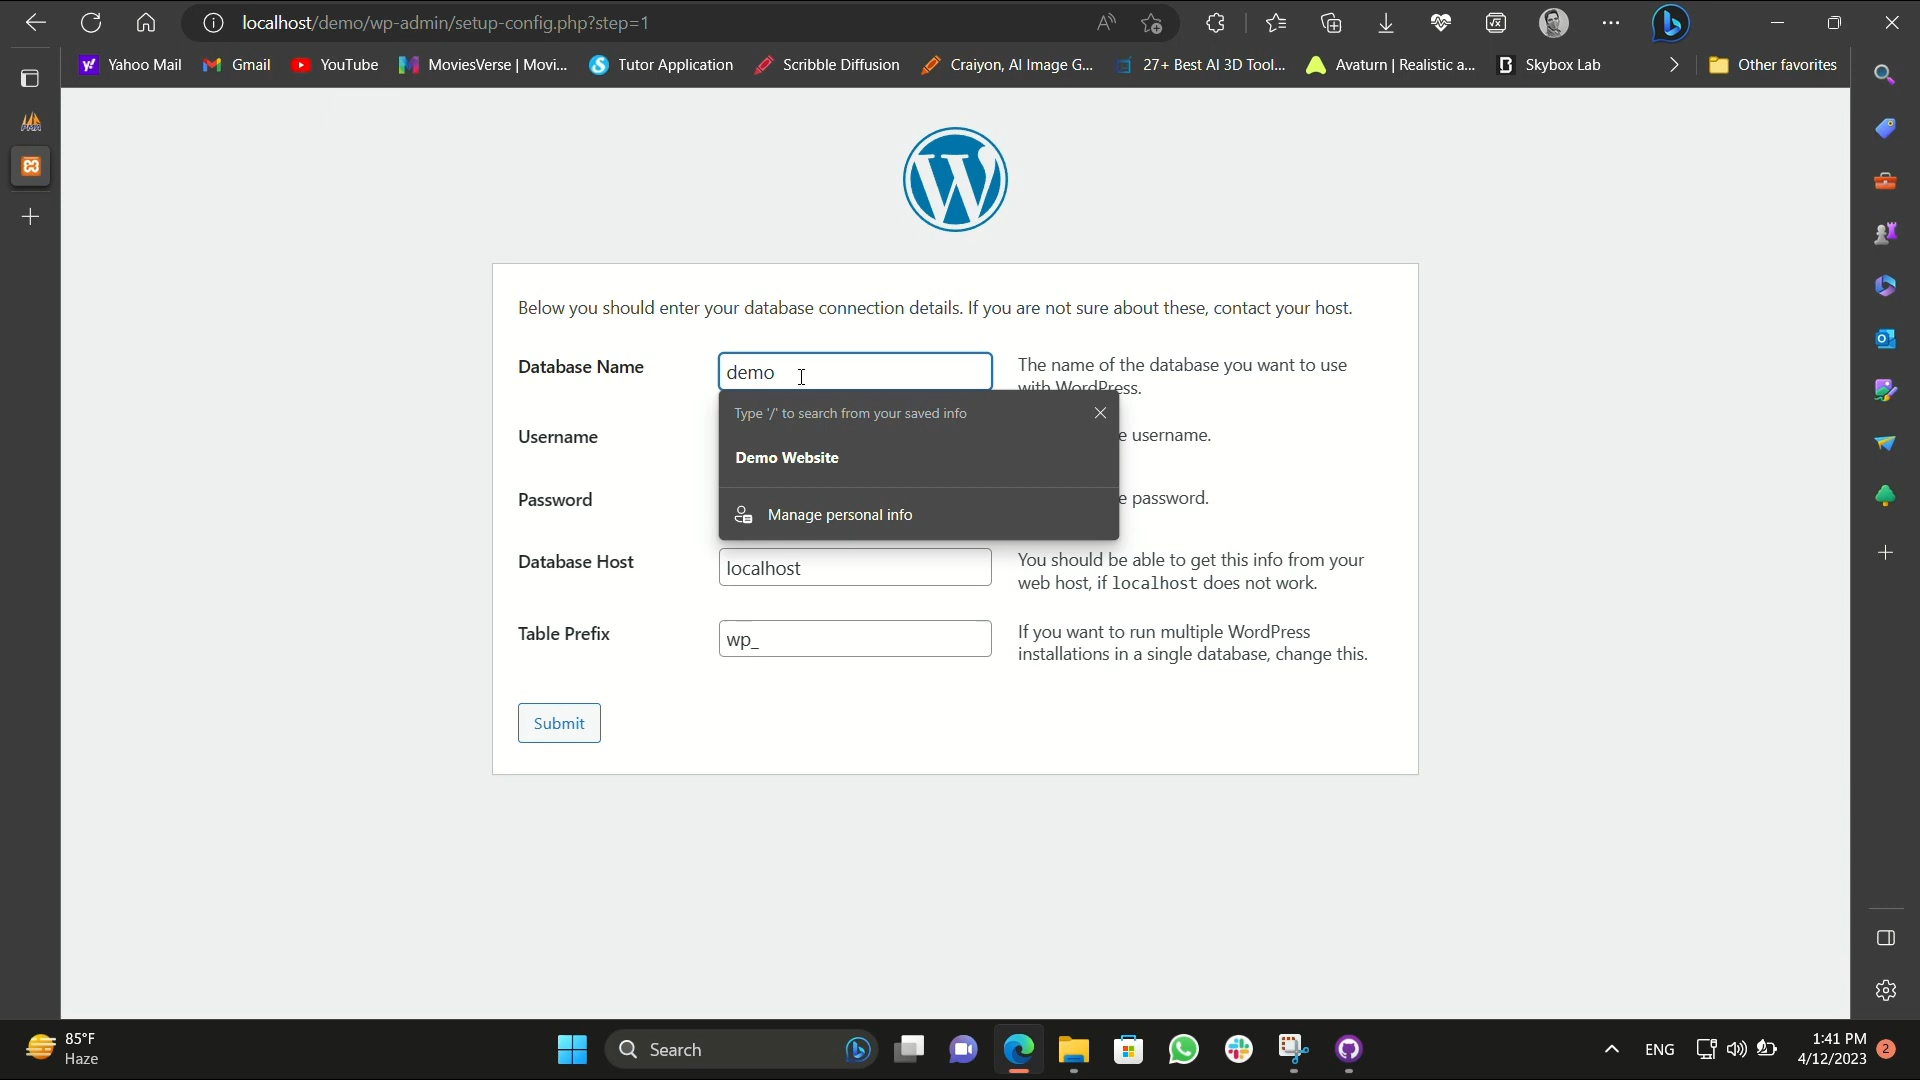 localhost/demo/wp-admin/setup-config.php?step=1
Yahoo Mail
Gmail
YouTube
MoviesVerse | Movi...
Tutor Application
Scribble Diffusion
Craiyon, AI Image G...
27+ Best AI 3D Tool...
Avaturn | Realistic a...
Skybox Lab
Other favorites
Below you should enter your database connection details. If you are not sure about these, contact your host.
Database Name
demo
The name of the database you want to use
with WordPress.
Type '/' to search from your saved info
Demo Website
Manage personal info
Username
e username.
Password
e password.
Database Host
localhost
You should be able to get this info from your
web host, if localhost does not work.
Table Prefix
wp_
If you want to run multiple WordPress
installations in a single database, change this.
Submit
85°F
Haze
Search
ENG
1:41 PM
4/12/2023
2